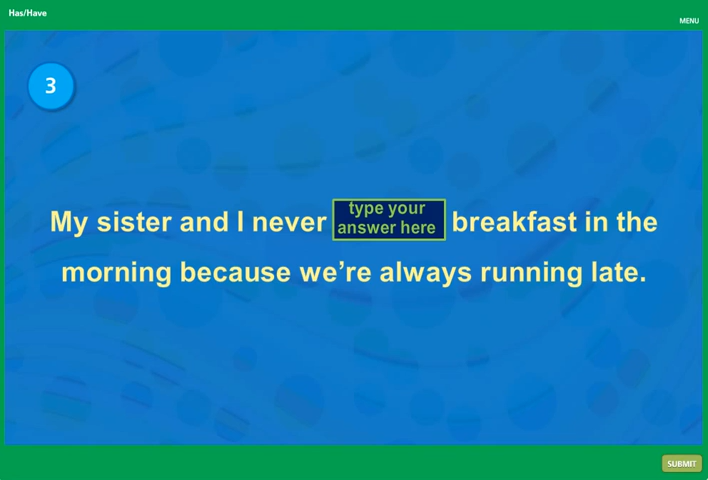 Has/Have
MENU
3
My sister and I never type your answer here breakfast in the
morning because we’re always running late.
SUBMIT